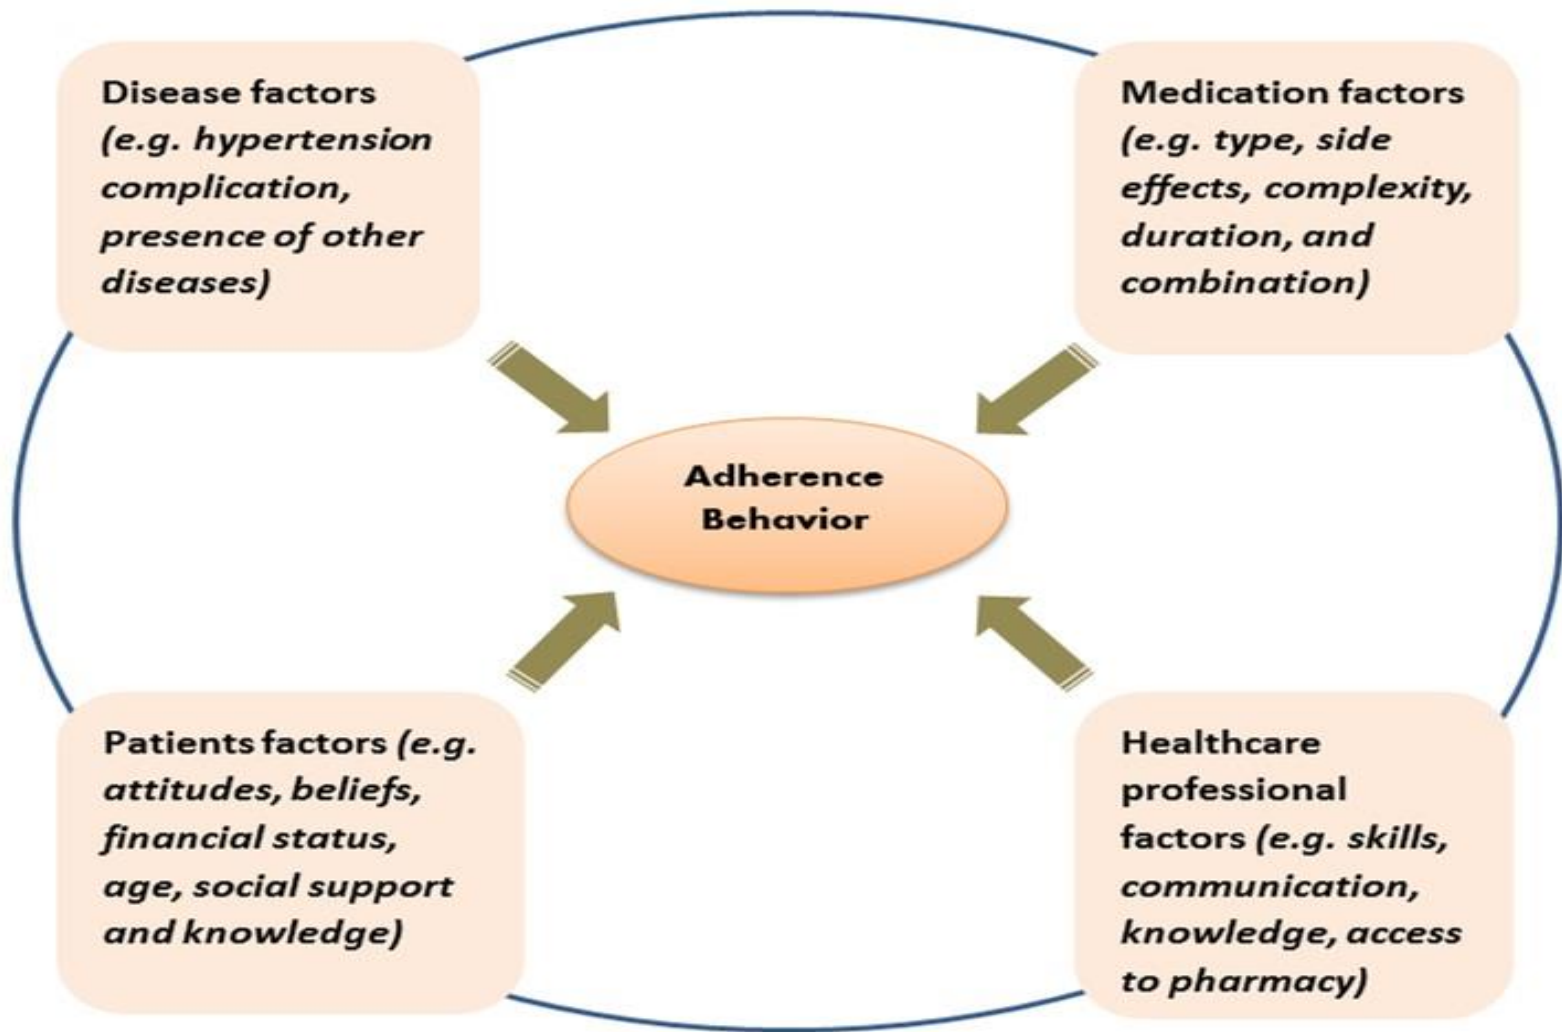 Disease factors
(e.g. hypertension
complication,
presence of other
diseases)
Medication factors
(e.g. type, side
effects, complexity,
duration, and
combination)
Adherence
Behavior
Patients factors (e.g.
attitudes, beliefs,
financial status,
age, social support
and knowledge)
Healthcare
professional
factors (e.g. skills,
communication,
knowledge, access
to pharmacy)